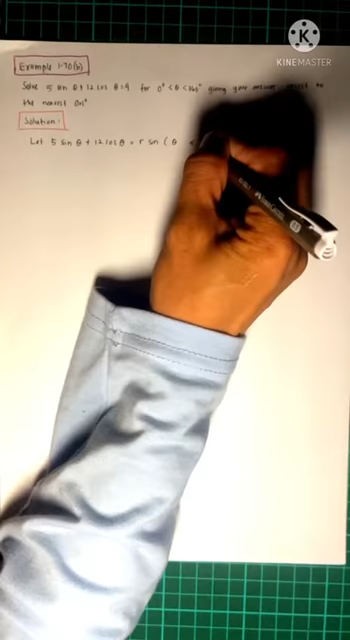 KINEMASTER
Example 1.70(b)
Solve 5 sin θ + 12 cos θ = 9 for 0° < θ < 360° giving your answer correct to
the nearest 0.1°
Solution:
Let 5 sin θ + 12 cos θ = r sin ( θ